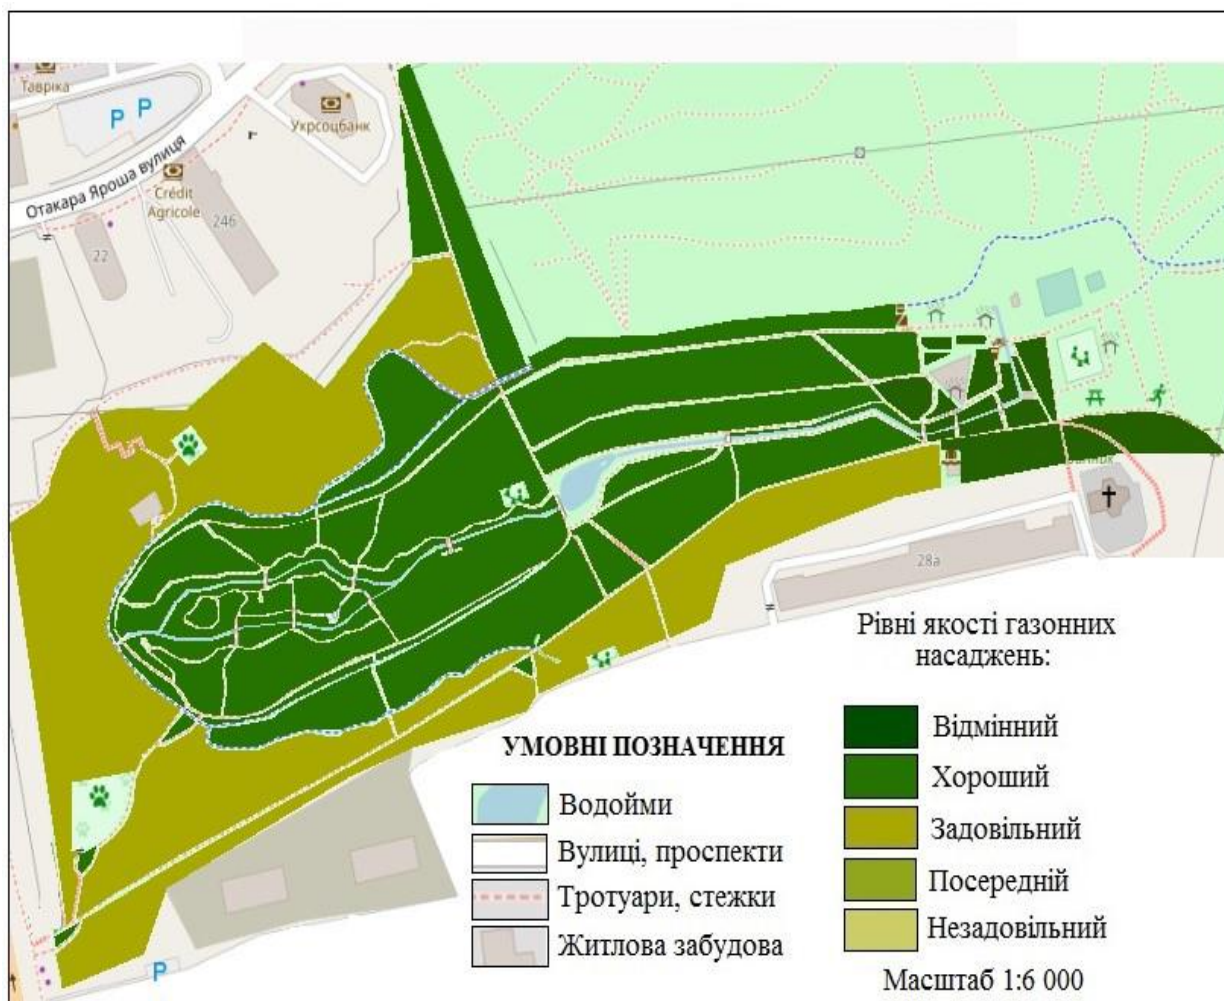 Тавріка
P P
Укрсоцбанк
Отакара Яроша вулиця
Crédit
Agricole
246
22
28а
Рівні якості газонних
насаджень:
Відмінний
Хороший
Задовільний
Посередній
Незадовільний
Масштаб 1:6 000
УМОВНІ ПОЗНАЧЕННЯ
Водойми
Вулиці, проспекти
Тротуари, стежки
Житлова забудова
P